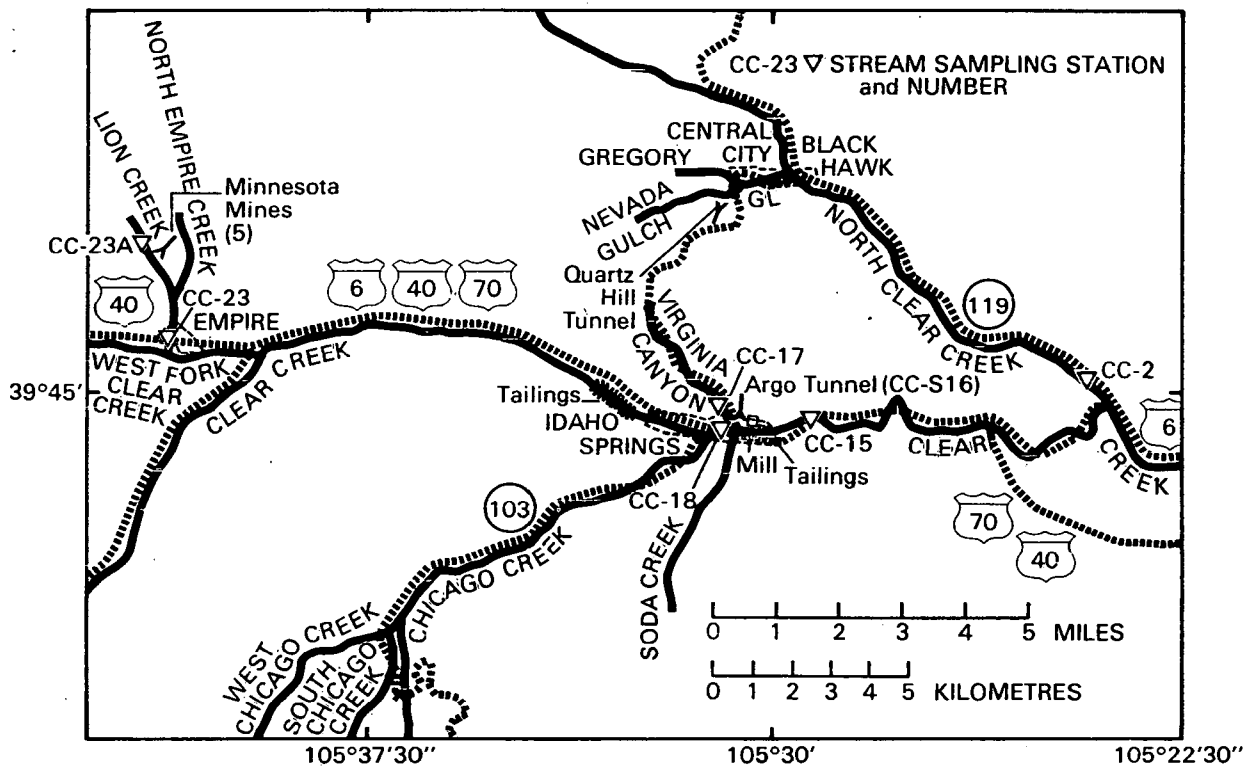 CC-23 ▽ STREAM SAMPLING STATION
and NUMBER
NORTH EMPIRE CREEK
LION CREEK
Minnesota
Mines
(5)
CC-23A
40
CC-23
EMPIRE
WEST FORK
CLEAR
CREEK
CLEAR CREEK
6
40
70
CENTRAL
CITY
BLACK
HAWK
GREGORY
GL
NEVADA
GULCH
Quartz
Hill
Tunnel
VIRGINIA
CANYON
NORTH CLEAR CREEK
119
CC-2
6
CC-17
Argo Tunnel (CC-S16)
39°45'
Tailings
IDAHO
SPRINGS
CC-18
Mill
Tailings
CC-15
CLEAR
CREEK
70
40
103
CHICAGO CREEK
SODA CREEK
WEST
CHICAGO CREEK
SOUTH
CHICAGO
CREEK
CHICAGO CREEK
0 1 2 3 4 5 MILES
0 1 2 3 4 5 KILOMETRES
105°37'30"
105°30'
105°22'30"